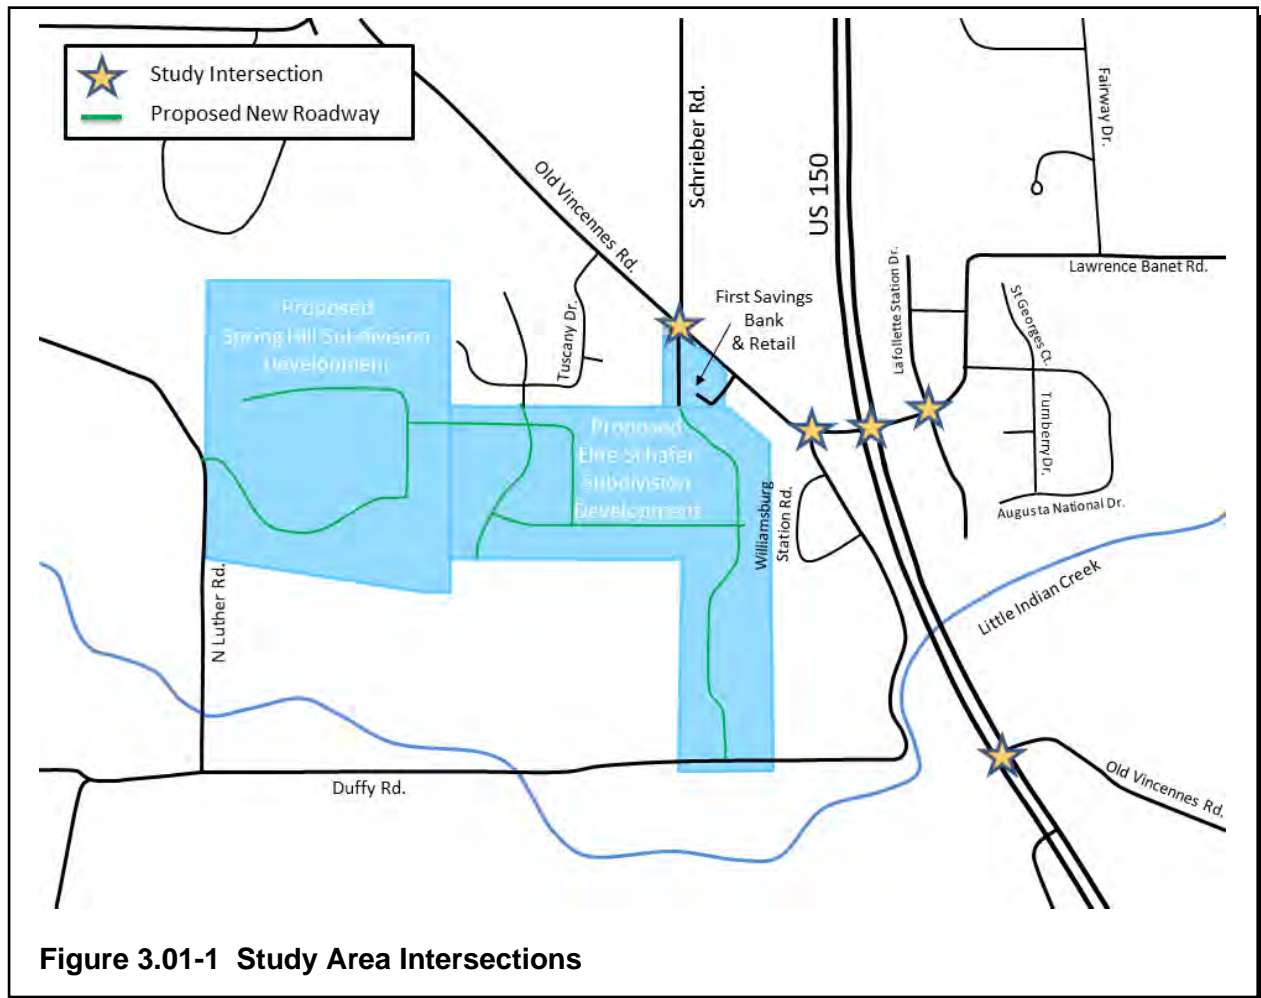 Study Intersection
Proposed New Roadway
Old Vincennes Rd.
Schrieber Rd.
US 150
Fairway Dr.
Lawrence Banet Rd.
Lafollette Station Dr.
St Georges Ct.
Turnberry Dr.
Augusta National Dr.
First Savings
Bank
& Retail
Tuscany Dr.
Proposed
Spring Hill Subdivision
Development
Proposed
Elhe Schafer
Subdivision
Development
Williamsburg
Station Rd.
Little Indian Creek
N Luther Rd.
Duffy Rd.
Old Vincennes Rd.
Figure 3.01-1 Study Area Intersections